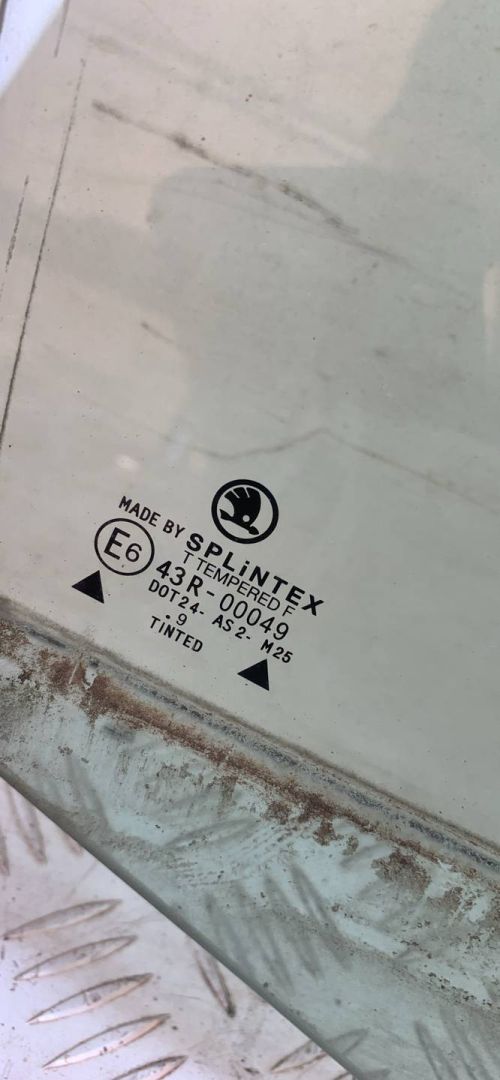 MADE BY SPLiNTEX
T TEMPERED F
E6 43R-00049
DOT24- AS2- M25
.9
TINTED